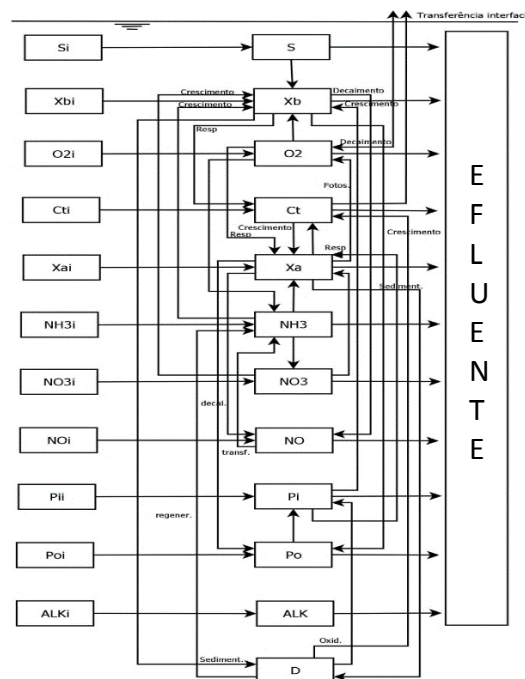 Transferência interfac
Si
S
Xbi
Crescimento
Crescimento
Xb
Decaimento
Crescimento
Resp
O2i
O2
Decaimento
Fotos.
Cti
Ct
Crescimento
Resp
Crescimento
Xai
Xa
Resp
Sediment.
NH3i
NH3
NO3i
NO3
decai.
NOi
NO
transf.
Pii
Pi
regener.
Poi
Po
ALKi
ALK
Oxid.
Sediment.
D
E
F
L
U
E
N
T
E